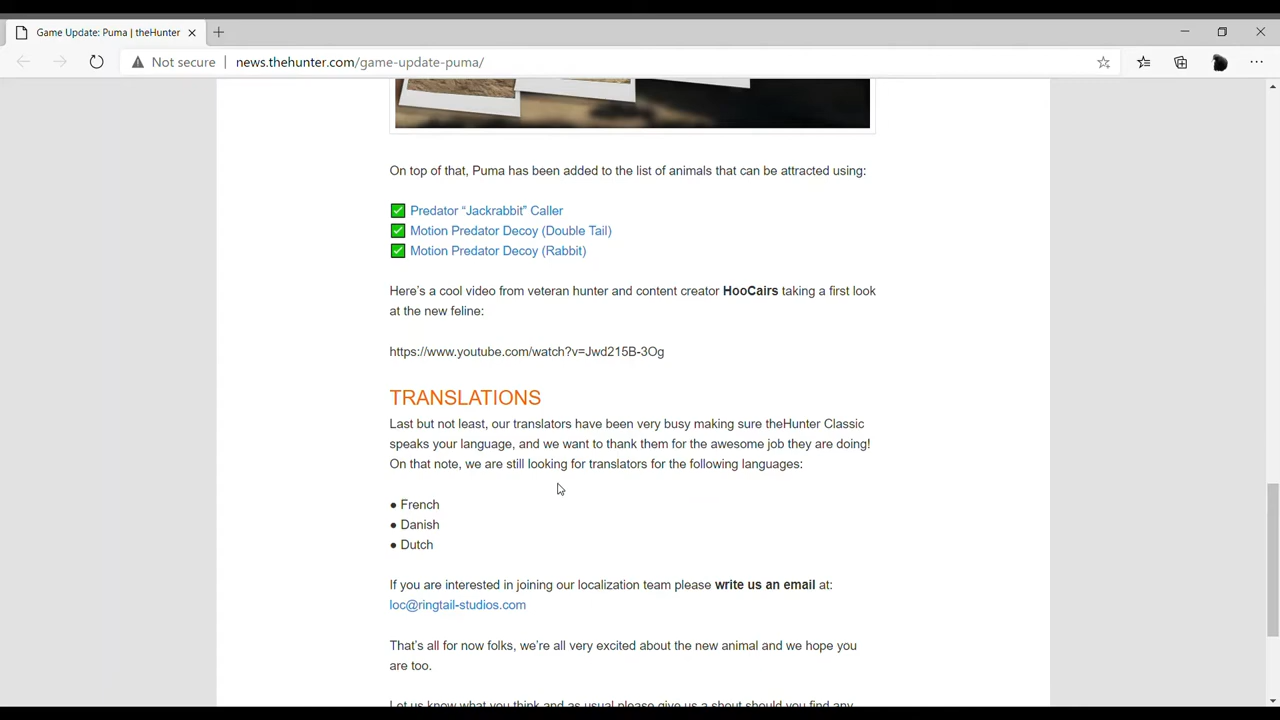 Game Update: Puma | theHunter
Not secure
news.thehunter.com/game-update-puma/
On top of that, Puma has been added to the list of animals that can be attracted using:
✅ Predator “Jackrabbit” Caller
✅ Motion Predator Decoy (Double Tail)
✅ Motion Predator Decoy (Rabbit)
Here’s a cool video from veteran hunter and content creator HooCairs taking a first look
at the new feline:
https://www.youtube.com/watch?v=Jwd215B-3Og
TRANSLATIONS
Last but not least, our translators have been very busy making sure theHunter Classic
speaks your language, and we want to thank them for the awesome job they are doing!
On that note, we are still looking for translators for the following languages:
● French
● Danish
● Dutch
If you are interested in joining our localization team please write us an email at:
loc@ringtail-studios.com
That’s all for now folks, we’re all very excited about the new animal and we hope you
are too.
Let us know what you think and as usual please give us a shout should you find any